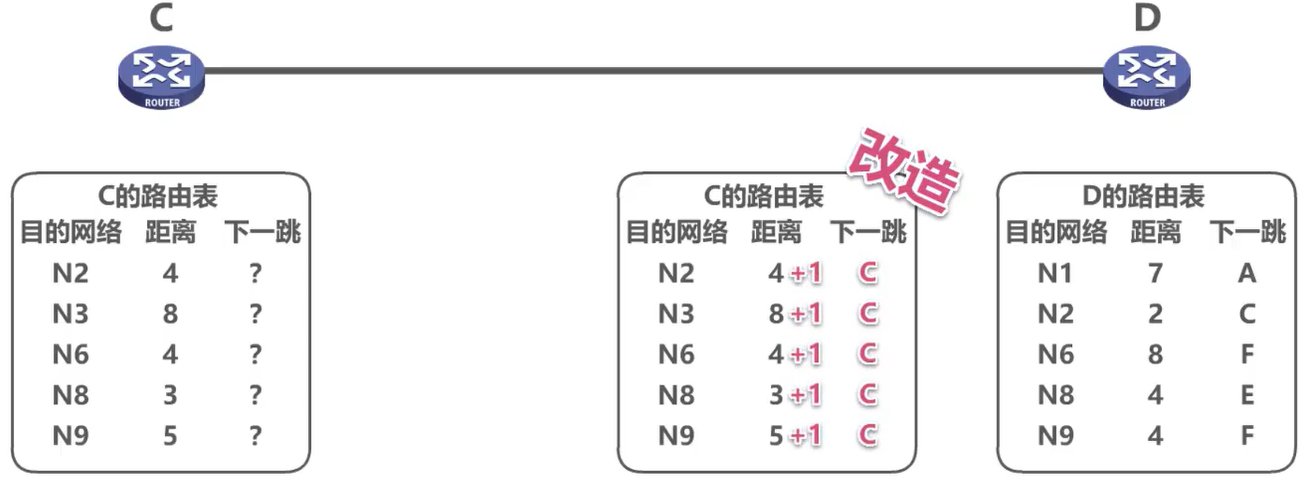 C
D
ROUTER
ROUTER
改造
C的路由表
目的网络 距离 下一跳
N2 4 ?
N3 8 ?
N6 4 ?
N8 3 ?
N9 5 ?
C的路由表
目的网络 距离 下一跳
N2 4+1 C
N3 8+1 C
N6 4+1 C
N8 3+1 C
N9 5+1 C
D的路由表
目的网络 距离 下一跳
N1 7 A
N2 2 C
N6 8 F
N8 4 E
N9 4 F